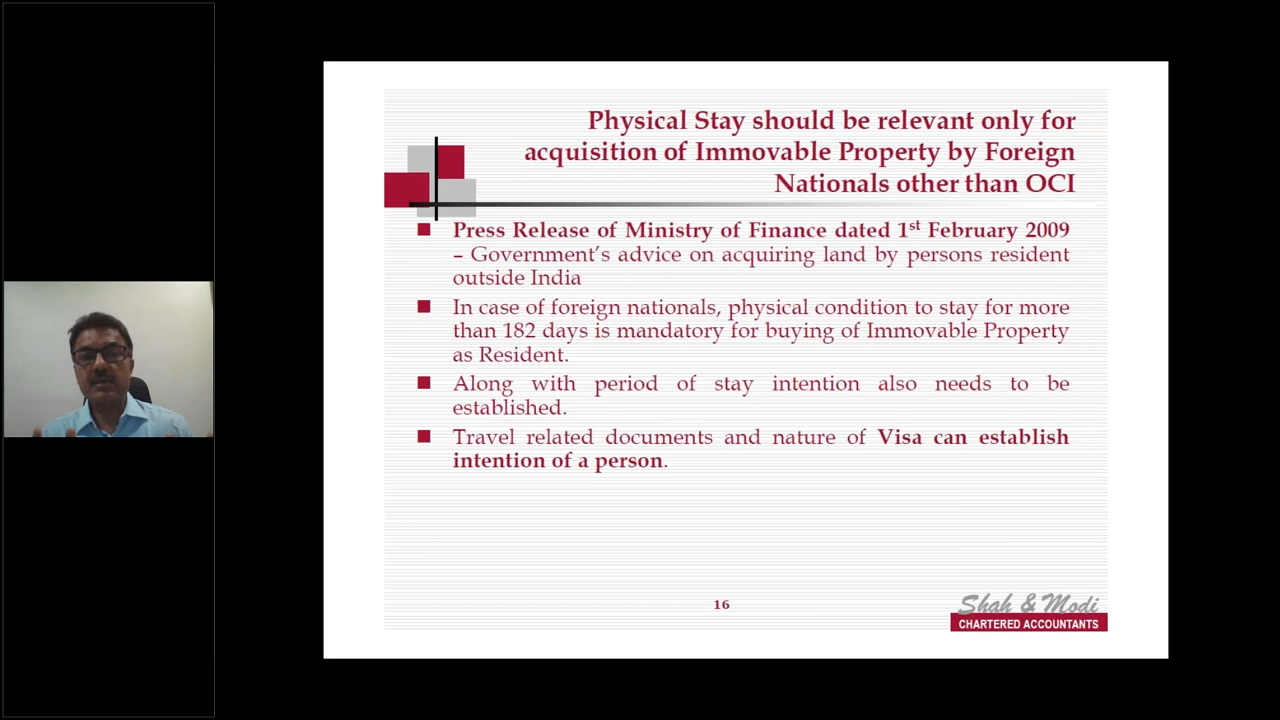 Physical Stay should be relevant only for
acquisition of Immovable Property by Foreign
Nationals other than OCI
■ Press Release of Ministry of Finance dated 1st February 2009
– Government’s advice on acquiring land by persons resident
outside India
■ In case of foreign nationals, physical condition to stay for more
than 182 days is mandatory for buying of Immovable Property
as Resident.
■ Along with period of stay intention also needs to be
established.
■ Travel related documents and nature of Visa can establish
intention of a person.
16
Shah & Modi
CHARTERED ACCOUNTANTS